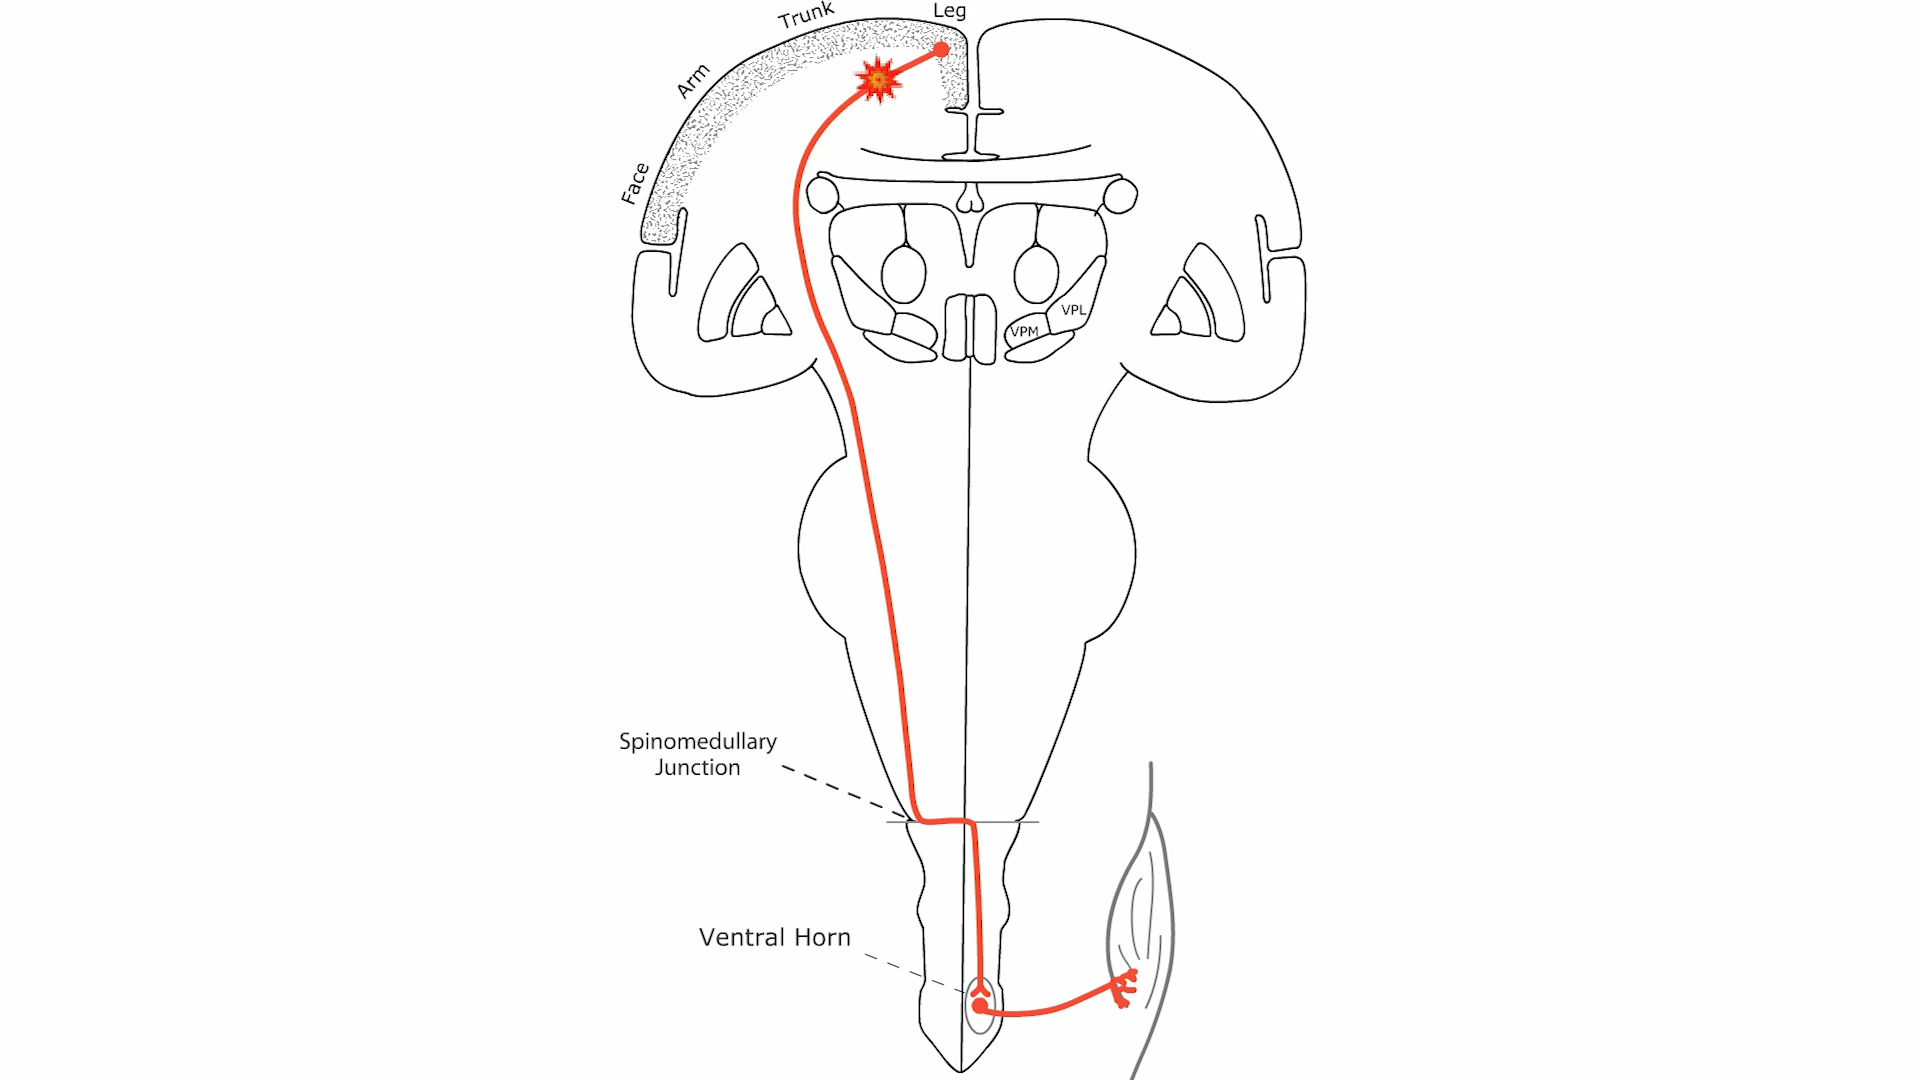 Leg
Trunk
Arm
Face
VPL
VPM
Spinomedullary
Junction
Ventral Horn